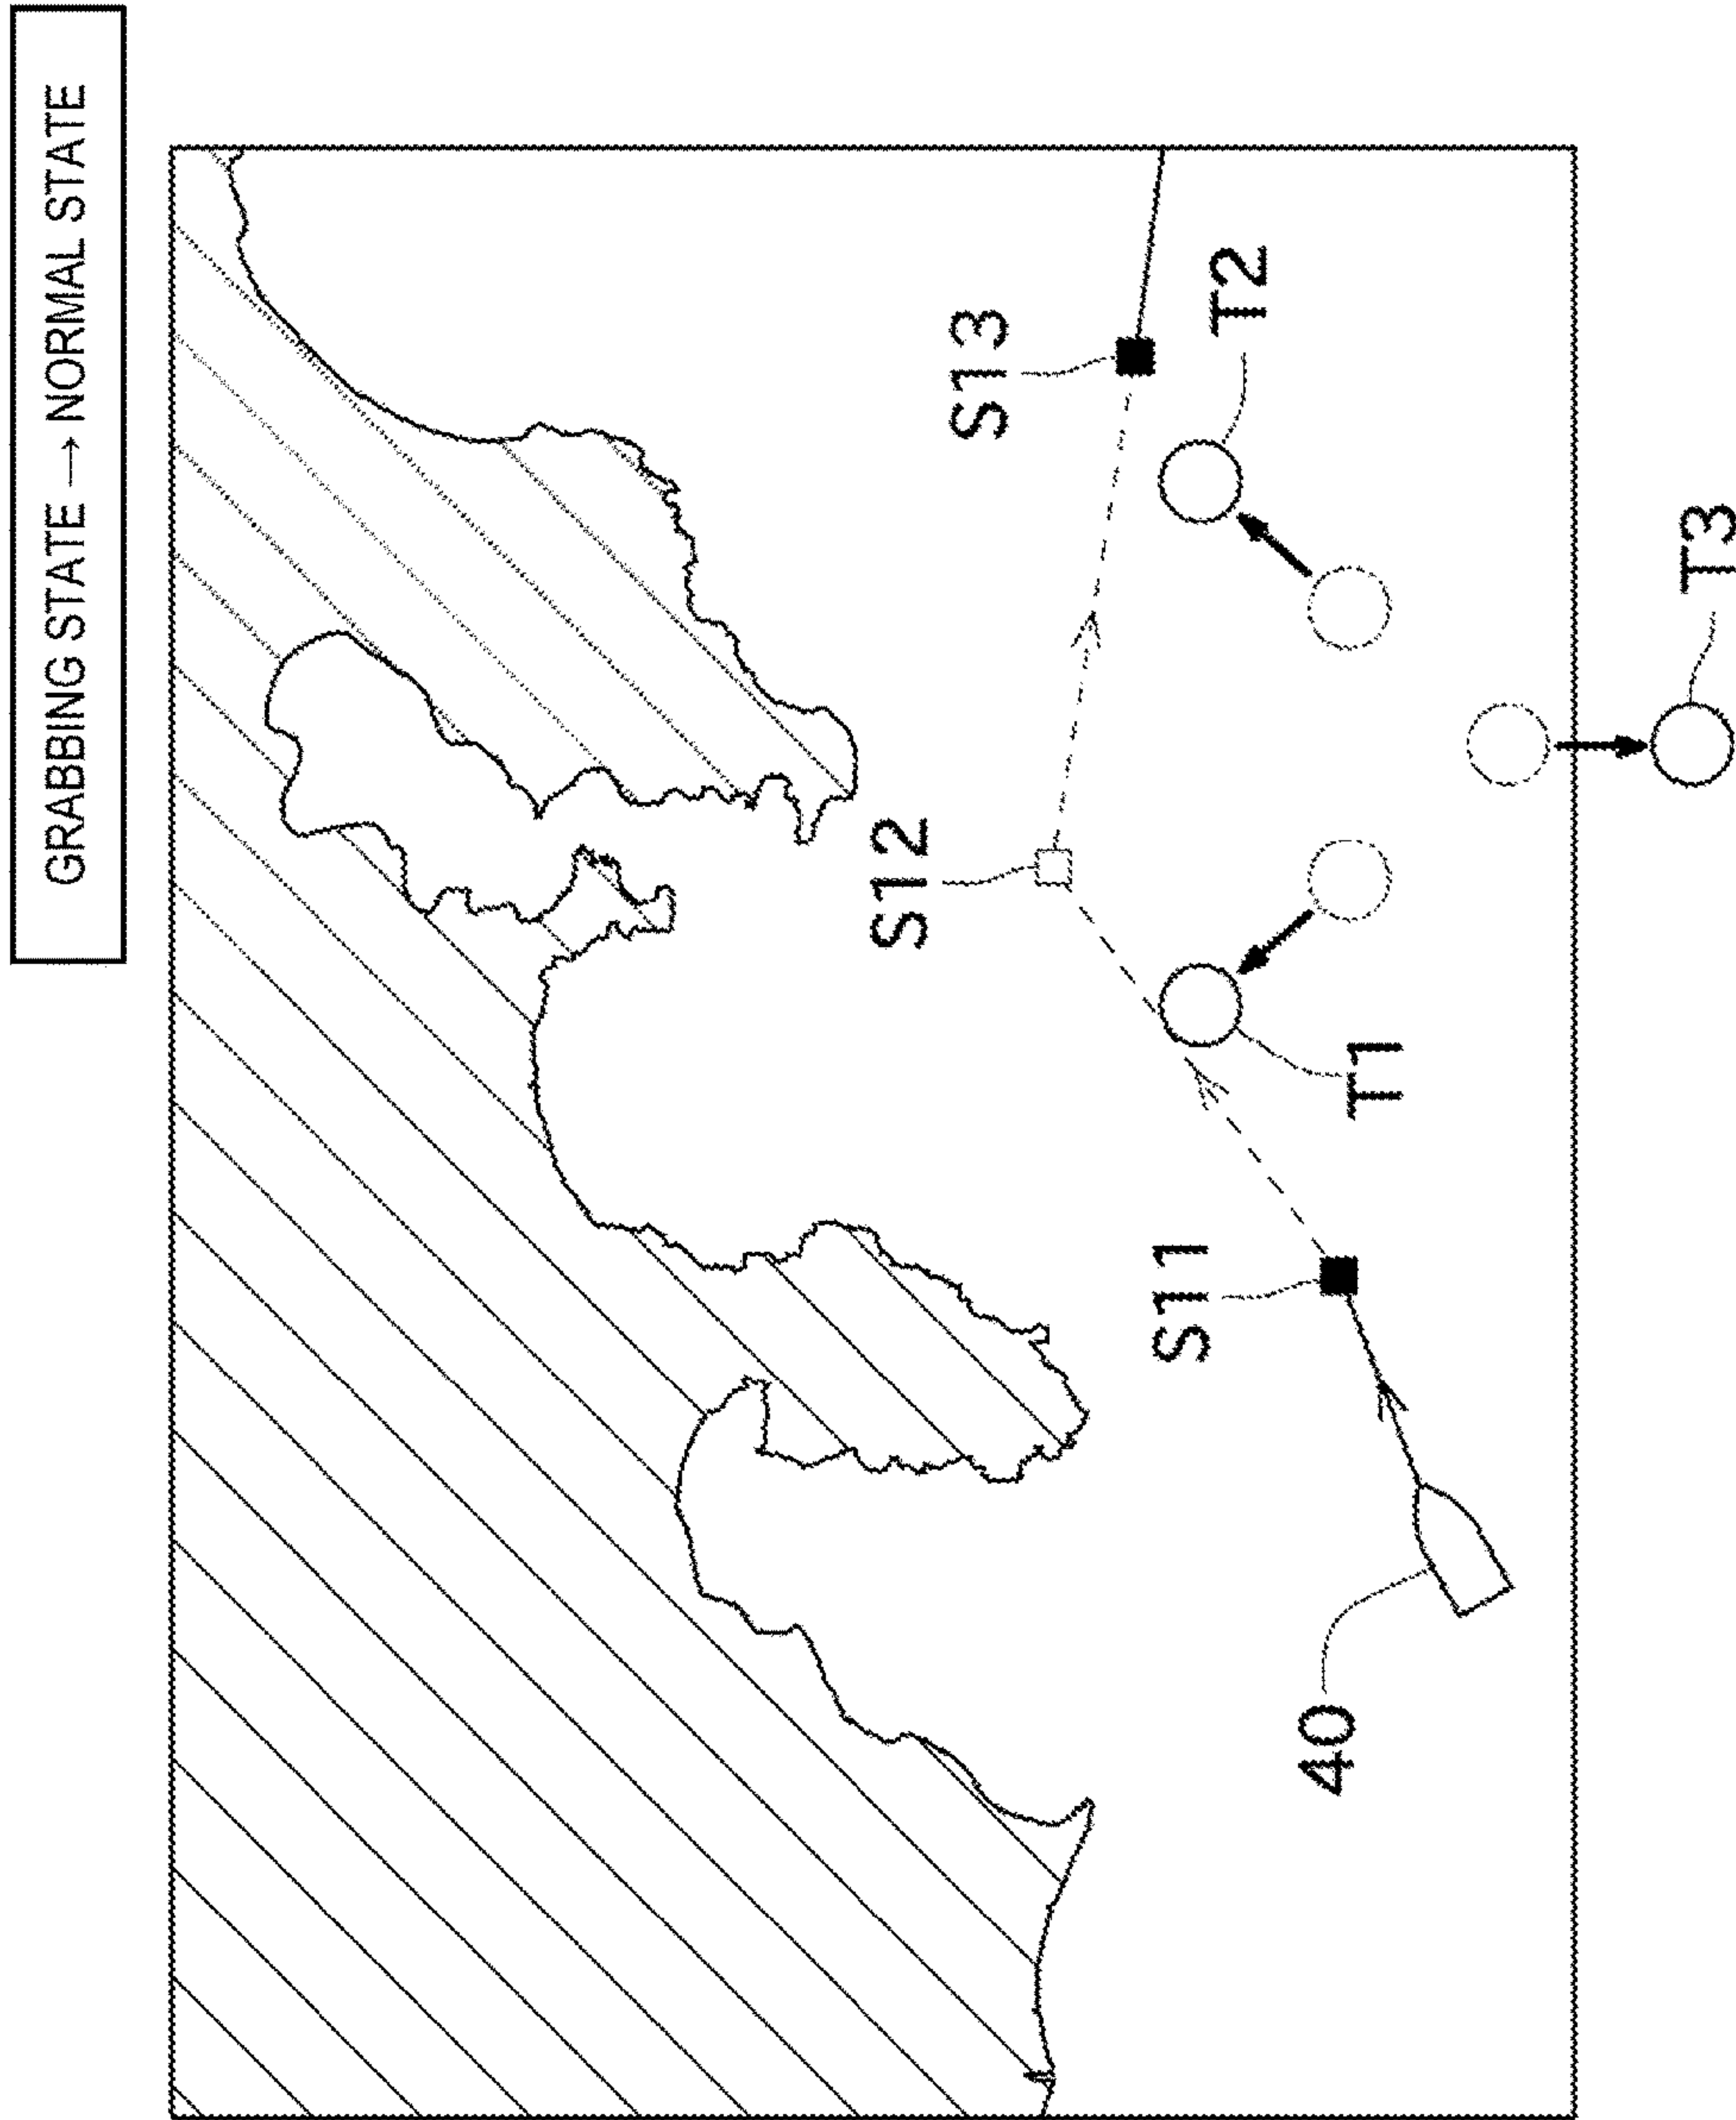 GRABBING STATE → NORMAL STATE
S13
T2
S12
T3
T1
S11
40